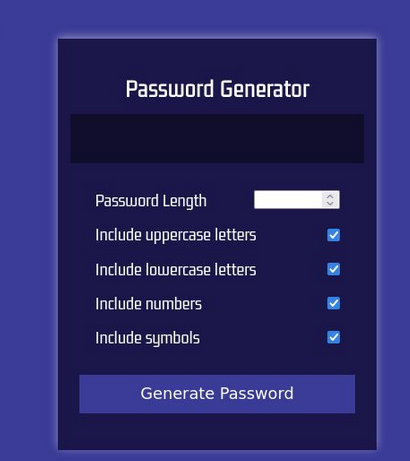 Password Generator
Password Length
Include uppercase letters
Include lowercase letters
Include numbers
Include symbols
Generate Password